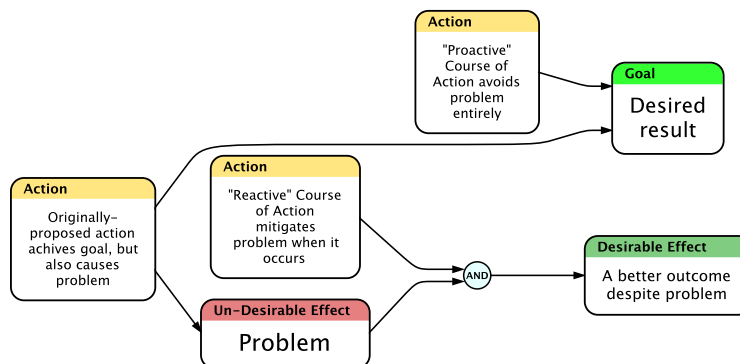 Action
"Proactive"
Course of
Action avoids
problem
entirely
Goal
Desired
result
Action
Originally-
proposed action
achives goal, but
also causes
problem
Action
"Reactive" Course
of Action
mitigates
problem when it
occurs
AND
Desirable Effect
A better outcome
despite problem
Un-Desirable Effect
Problem